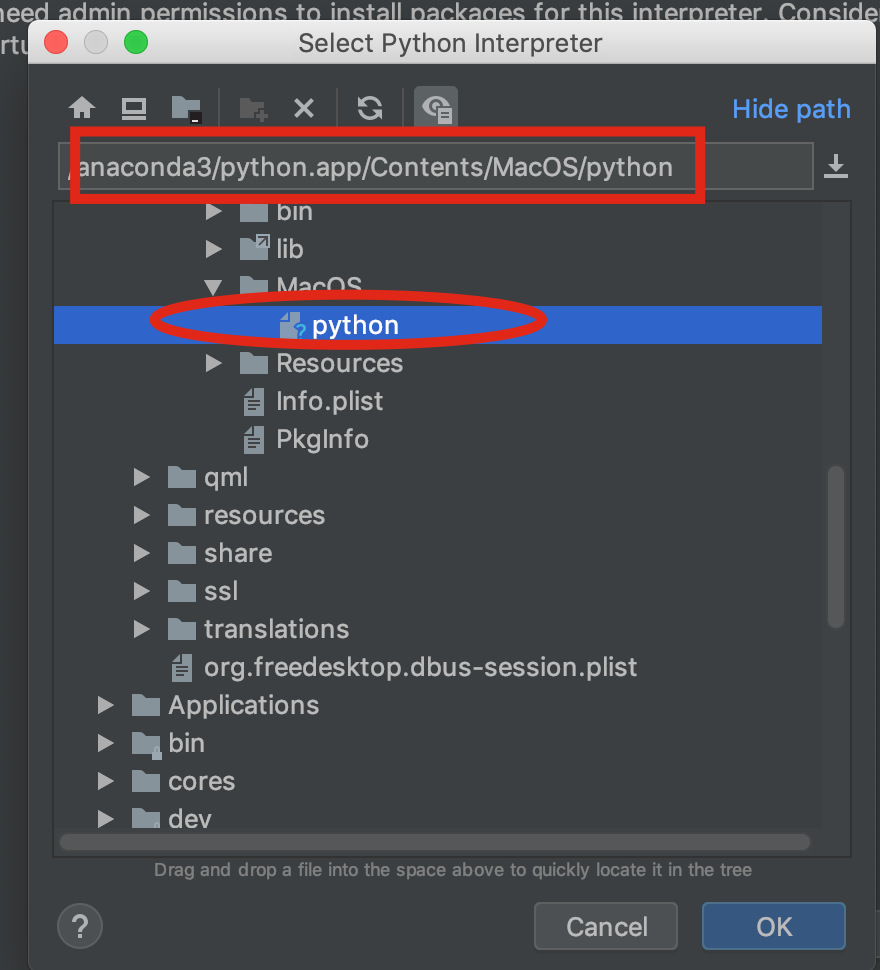 need admin permissions to install packages for this interpreter. Conside
rtu
Select Python Interpreter
Hide path
/anaconda3/python.app/Contents/MacOS/python
bin
lib
MacOS
python
Resources
Info.plist
PkgInfo
qml
resources
share
ssl
translations
org.freedesktop.dbus-session.plist
Applications
bin
cores
dev
Drag and drop a file into the space above to quickly locate it in the tree
?
Cancel
OK